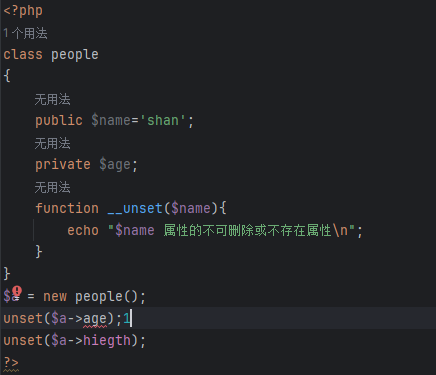 <?php
1个用法
class people
{
无用法
public $name='shan';
无用法
private $age;
无用法
function __unset($name){
echo "$name 属性的不可删除或不存在属性\n";
}
}
$a = new people();
unset($a->age);1
unset($a->hiegth);
?>